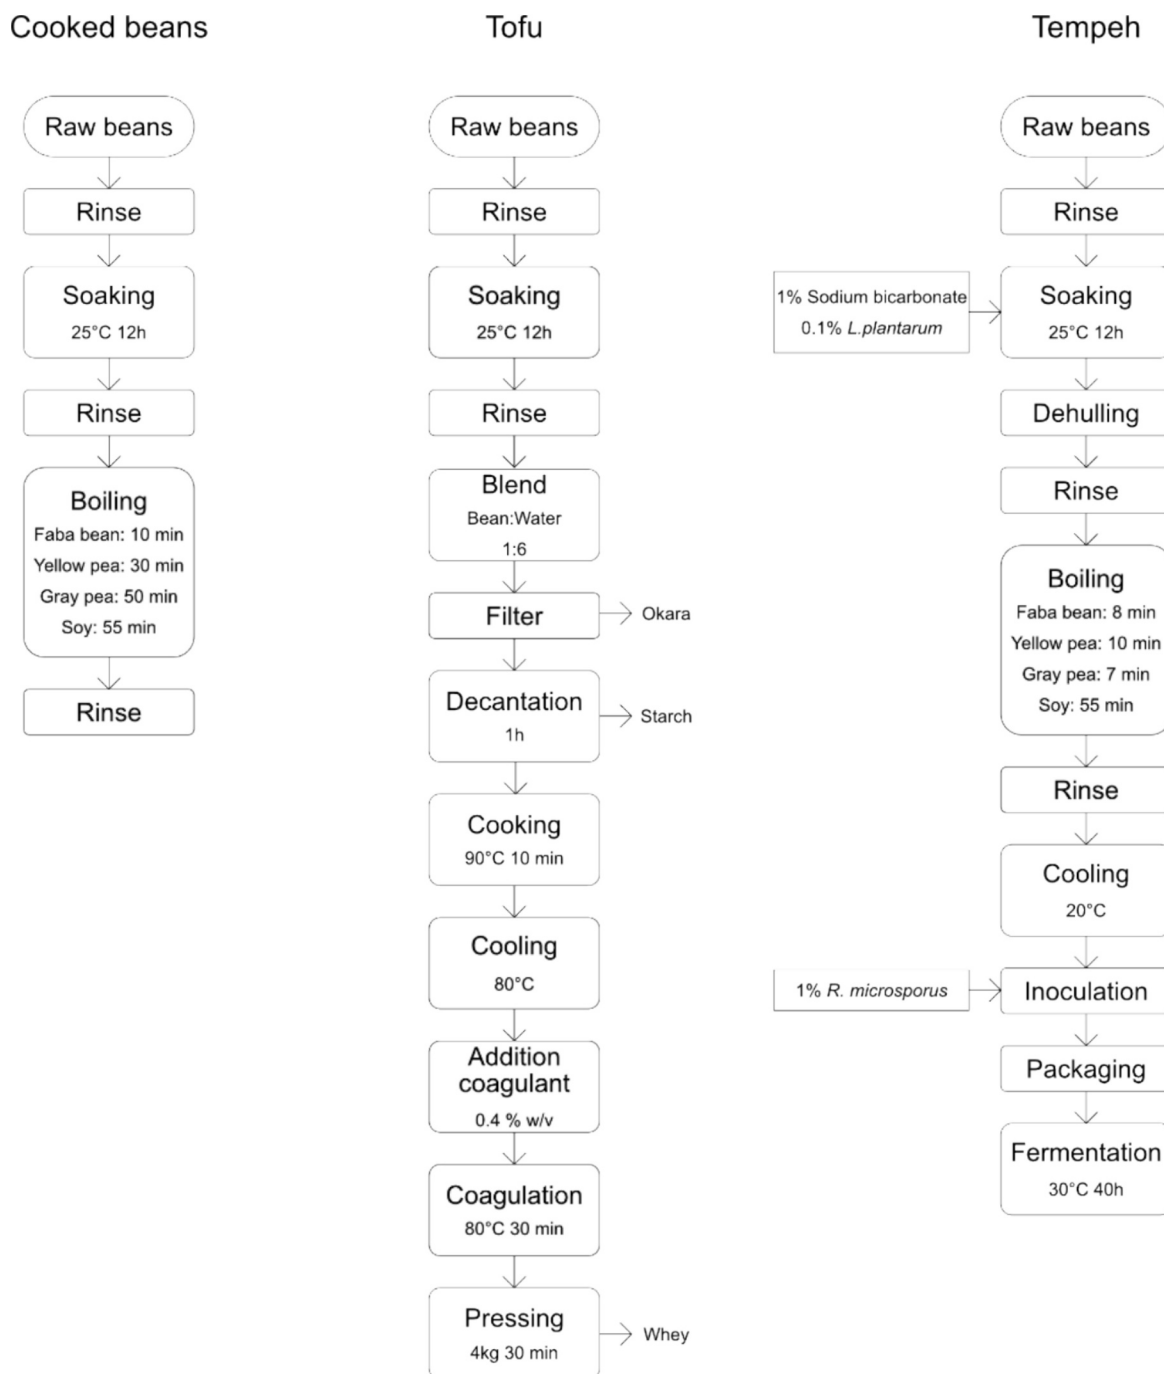 Cooked beans
Raw beans
Rinse
Soaking
25°C 12h
Rinse
Boiling
Faba bean: 10 min
Yellow pea: 30 min
Gray pea: 50 min
Soy: 55 min
Rinse
Tofu
Raw beans
Rinse
Soaking
25°C 12h
Rinse
Blend
Bean:Water
1:6
Filter
Okara
Decantation
1h
Starch
Cooking
90°C 10 min
Cooling
80°C
Addition
coagulant
0.4 % w/v
Coagulation
80°C 30 min
Pressing
4kg 30 min
Whey
Tempeh
Raw beans
Rinse
1% Sodium bicarbonate
0.1% L.plantarum
Soaking
25°C 12h
Dehulling
Rinse
Boiling
Faba bean: 8 min
Yellow pea: 10 min
Gray pea: 7 min
Soy: 55 min
Rinse
Cooling
20°C
1% R. microsporus
Inoculation
Packaging
Fermentation
30°C 40h